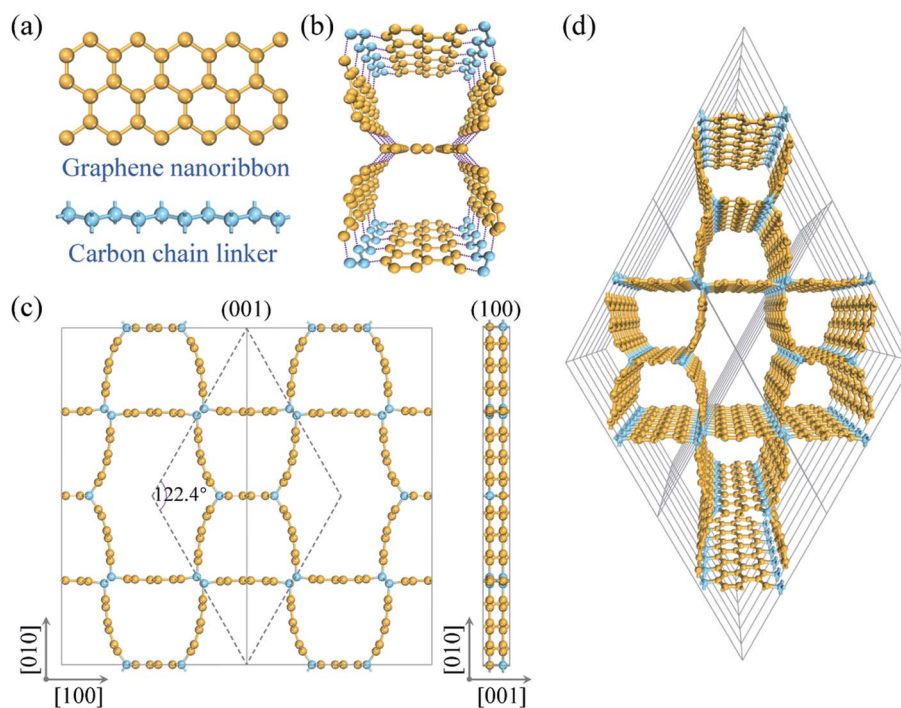 (a)
Graphene nanoribbon
Carbon chain linker
(b)
(c)
(001)
122.4°
[010]
[100]
(100)
[010]
[001]
(d)